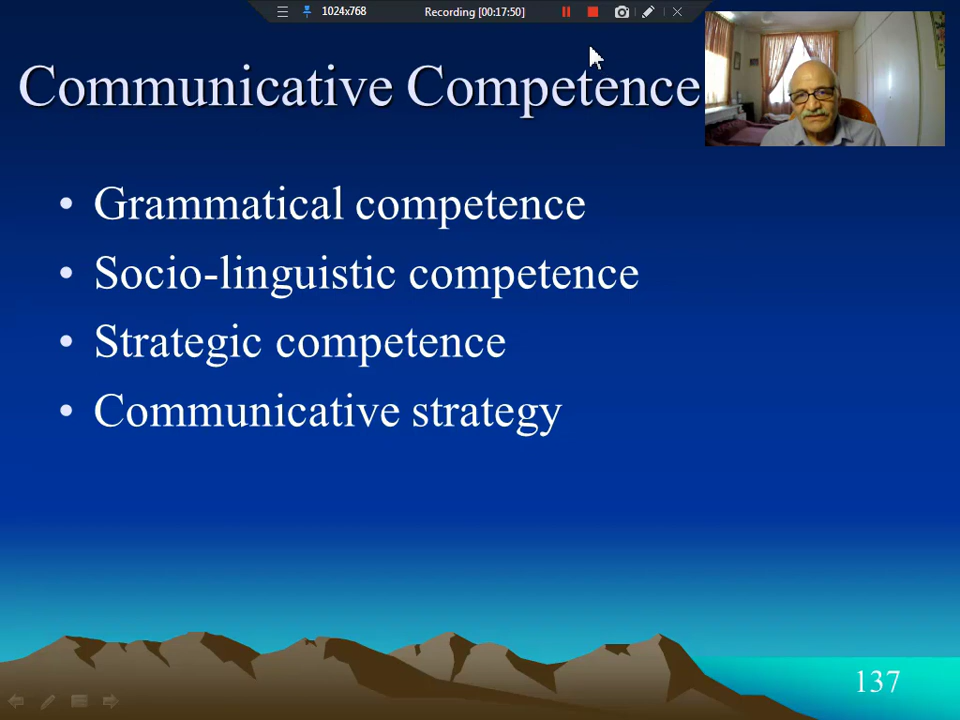 1024x768
Recording [00:17:50]
Communicative Competence
• Grammatical competence
• Socio-linguistic competence
• Strategic competence
• Communicative strategy
137